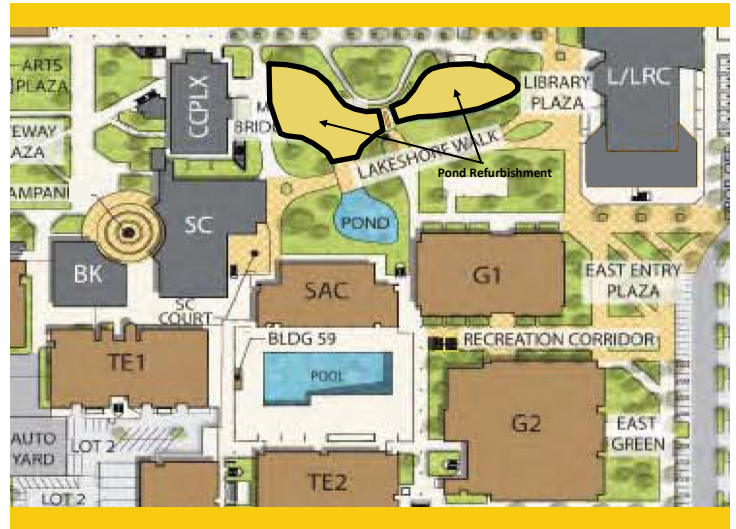 ARTS
PLAZA
CCPLX
M
BRIDG
LIBRARY
PLAZA
L/LRC
EWAY
AZA
LAKESHORE WALK
Pond Refurbishment
AMPANI
SC
POND
BK
SC
COURT
SAC
G1
EAST ENTRY
PLAZA
TE1
BLDG 59
RECREATION CORRIDOR
POOL
AUTO
YARD
LOT 2
G2
EAST
GREEN
LOT 2
TE2